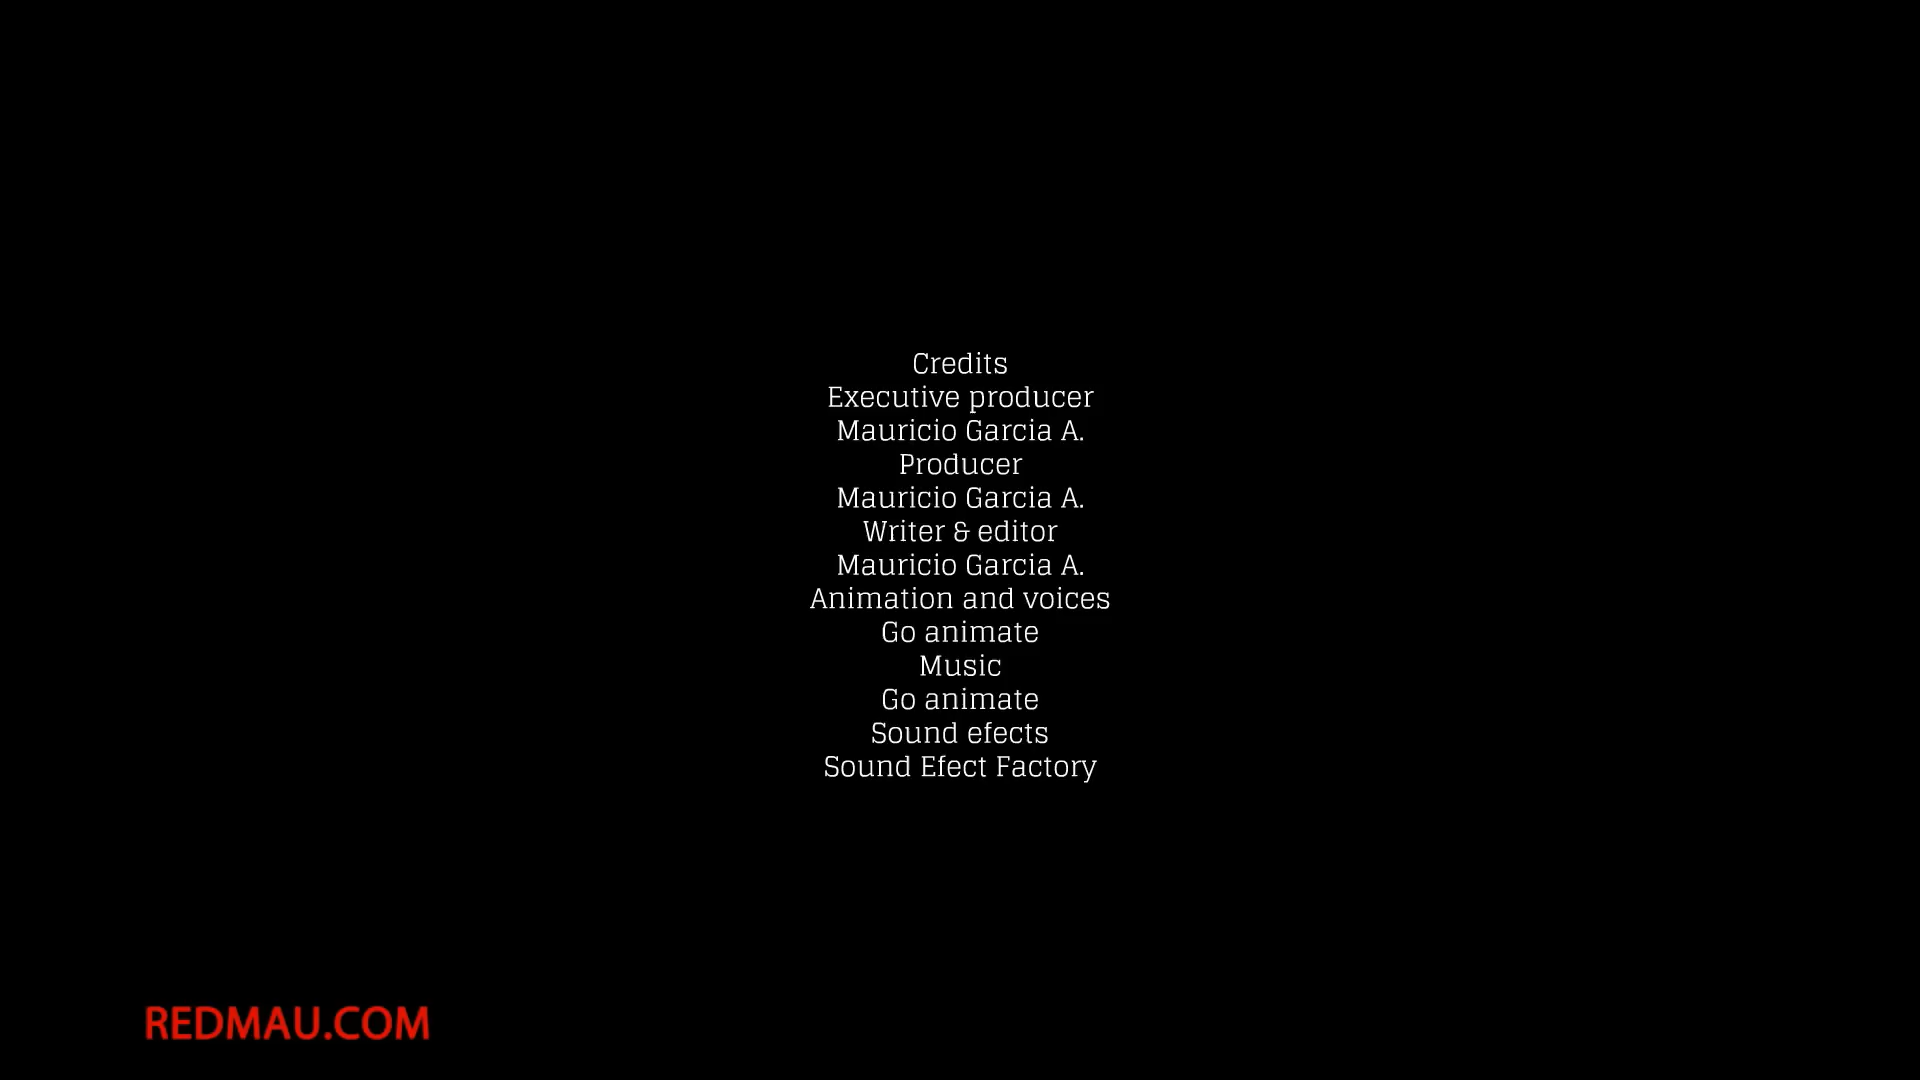 Credits
Executive producer
Mauricio Garcia A.
Producer
Mauricio Garcia A.
Writer & editor
Mauricio Garcia A.
Animation and voices
Go animate
Music
Go animate
Sound efects
Sound Efect Factory
REDMAU.COM